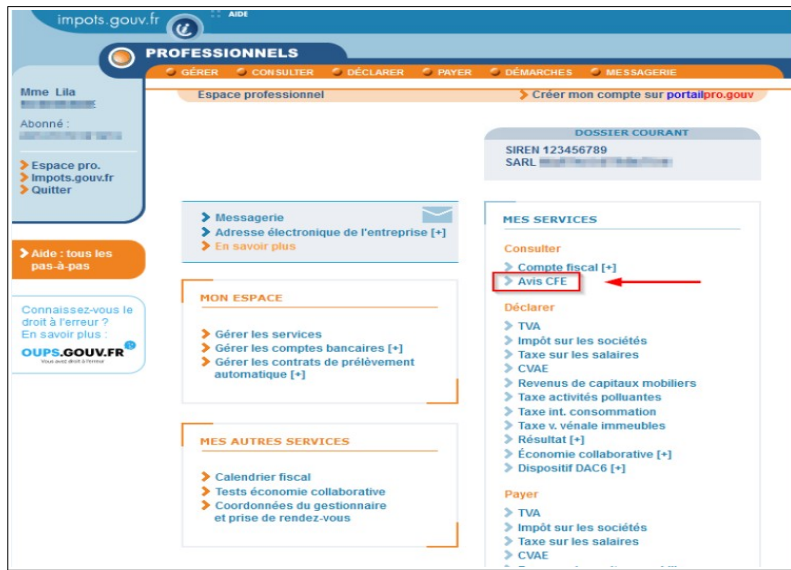 impots.gouv.fr
AIDE
PROFESSIONNELS
GÉRER CONSULTER DÉCLARER PAYER DÉMARCHES MESSAGERIE
Mme Lila
Abonné :
Espace pro.
Impots.gouv.fr
Quitter
Aide : tous les
pas-à-pas
Connaissez-vous le
droit à l'erreur ?
En savoir plus :
OUPS.GOUV.FR
Vous avez droit à l'erreur
Espace professionnel
Créer mon compte sur portailpro.gouv
DOSSIER COURANT
SIREN 123456789
SARL
Messagerie
Adresse électronique de l'entreprise [+]
En savoir plus
MON ESPACE
Gérer les services
Gérer les comptes bancaires [+]
Gérer les contrats de prélèvement
automatique [+]
MES AUTRES SERVICES
Calendrier fiscal
Tests économie collaborative
Coordonnées du gestionnaire
et prise de rendez-vous
MES SERVICES
Consulter
Compte fiscal [+]
Avis CFE
Déclarer
TVA
Impôt sur les sociétés
Taxe sur les salaires
CVAE
Revenus de capitaux mobiliers
Taxe activités polluantes
Taxe int. consommation
Taxe v. vénale immeubles
Résultat [+]
Économie collaborative [+]
Dispositif DAC6 [+]
Payer
TVA
Impôt sur les sociétés
Taxe sur les salaires
CVAE